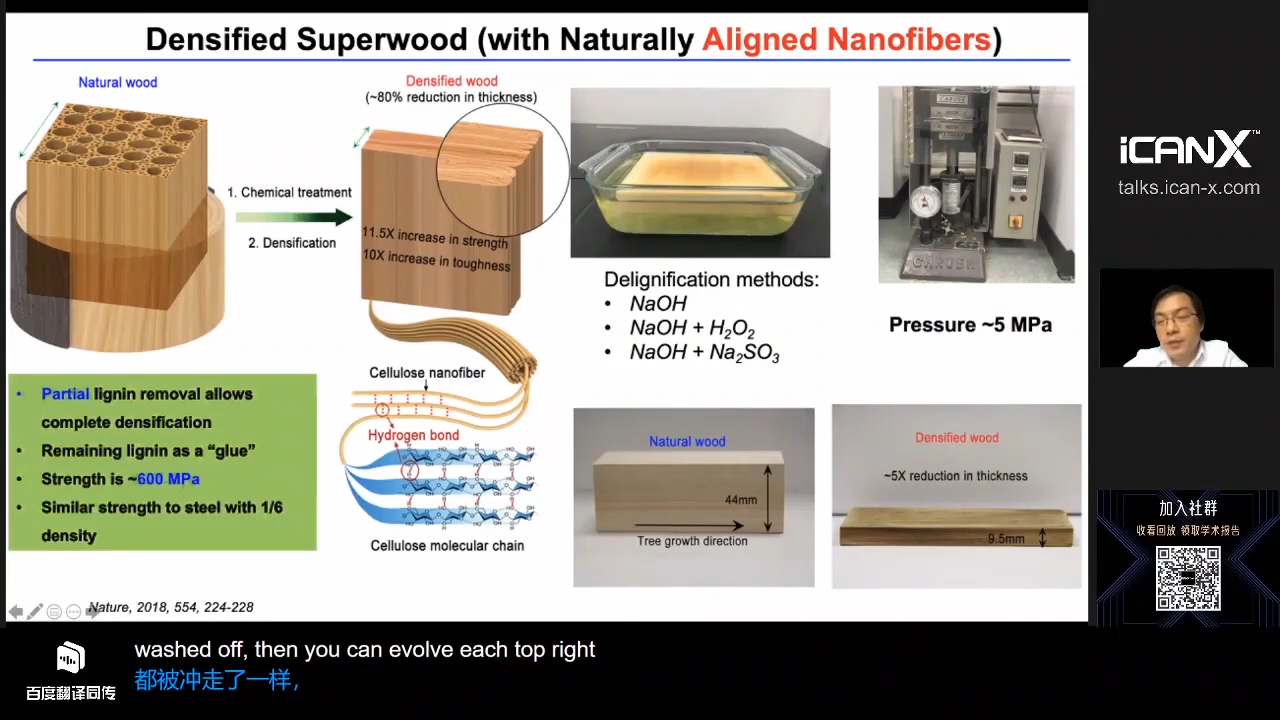 Densified Superwood (with Naturally Aligned Nanofibers)
Natural wood
Densified wood
(~80% reduction in thickness)
1. Chemical treatment
2. Densification
11.5X increase in strength
10X increase in toughness
Cellulose nanofiber
Hydrogen bond
Cellulose molecular chain
• Partial lignin removal allows
complete densification
• Remaining lignin as a “glue”
• Strength is ~600 MPa
• Similar strength to steel with 1/6
density
Nature, 2018, 554, 224-228
Delignification methods:
• NaOH
• NaOH + H2O2
• NaOH + Na2SO3
CARVER
Pressure ~5 MPa
Natural wood
44mm
Tree growth direction
Densified wood
~5X reduction in thickness
9.5mm
iCANX
talks.ican-x.com
加入社群
收看回放 领取学术报告
百度翻译同传
washed off, then you can evolve each top right
都被冲走了一样，